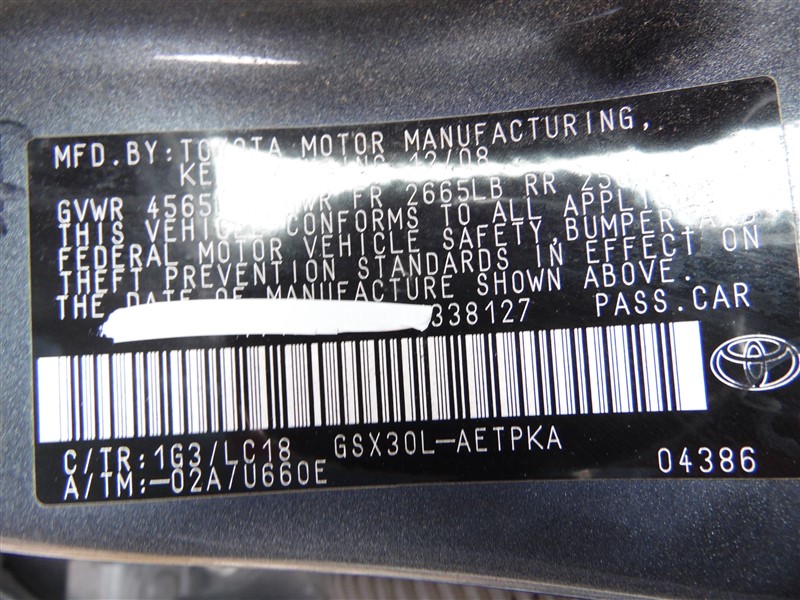 MFD.BY: TOYOTA MOTOR MANUFACTURING,
12/08
GVWR FR 2665LB RR
THIS VEHICLE CONFORMS TO ALL
FEDERAL MOTOR VEHICLE SAFETY, BUMPER AND
THEFT PREVENTION STANDARDS IN EFFECT ON
THE DATE OF MANUFACTURE SHOWN ABOVE.
338127 PASS.CAR
C/TR:1G3/LC18 GSX30L-AETPKA
A/TM:-02A/U660E 04386